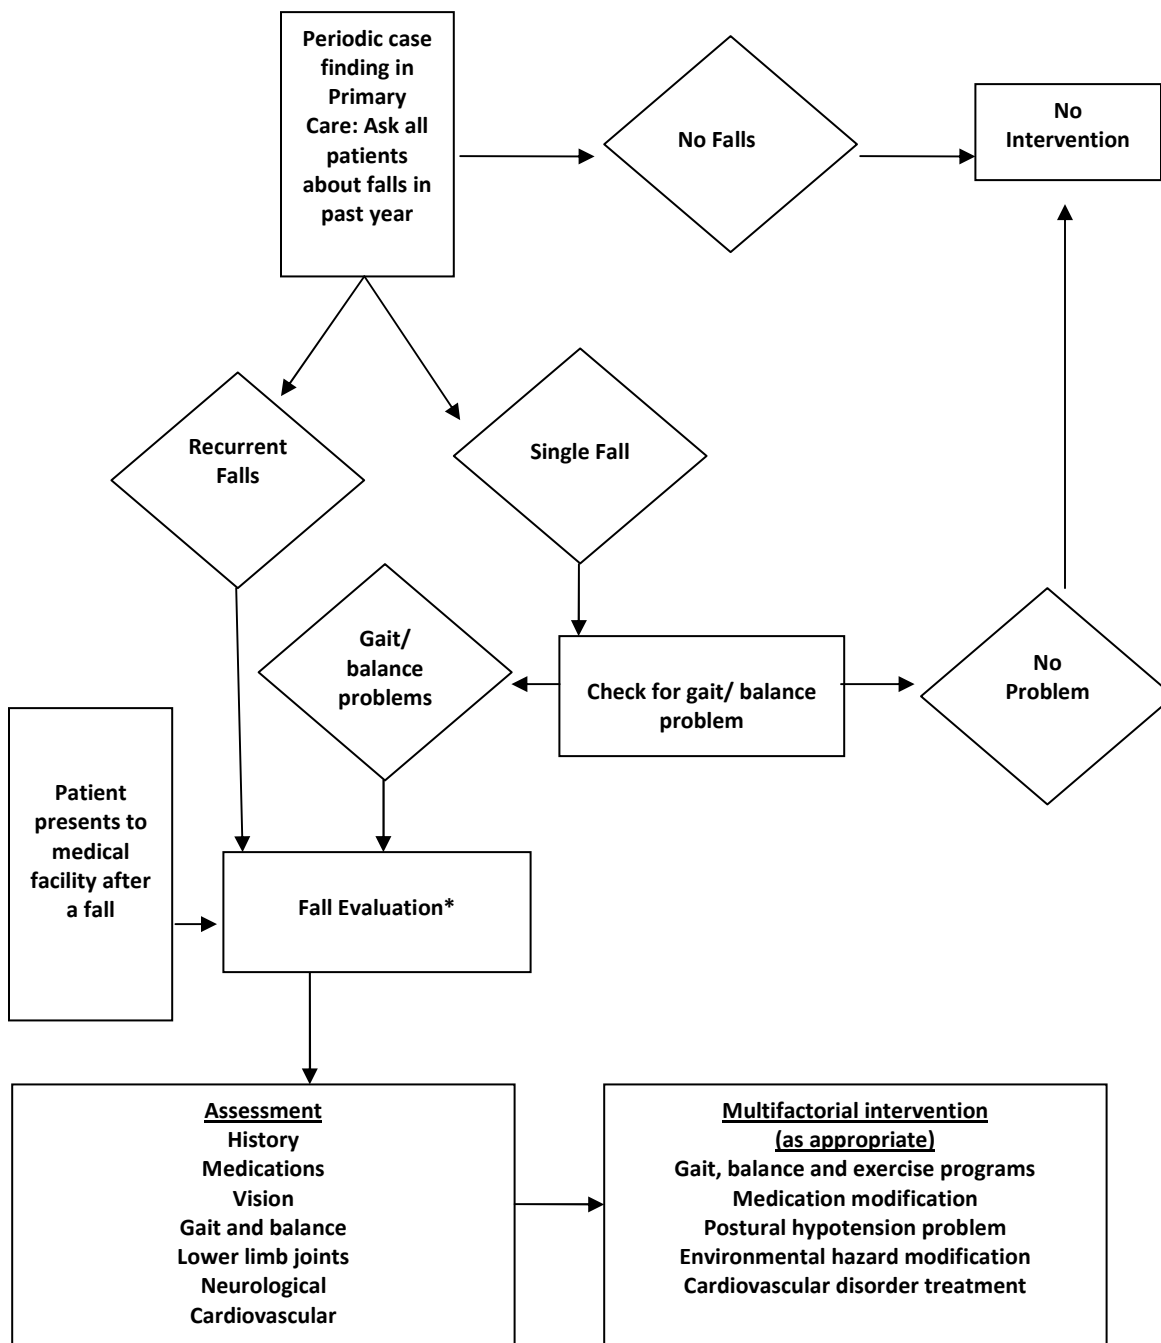 Periodic case
finding in
Primary
Care: Ask all
patients
about falls in
past year
No Falls
No
Intervention
Recurrent
Falls
Single Fall
Gait/
balance
problems
Check for gait/ balance
problem
No
Problem
Patient
presents to
medical
facility after
a fall
Fall Evaluation*
Assessment
History
Medications
Vision
Gait and balance
Lower limb joints
Neurological
Cardiovascular
Multifactorial intervention
(as appropriate)
Gait, balance and exercise programs
Medication modification
Postural hypotension problem
Environmental hazard modification
Cardiovascular disorder treatment